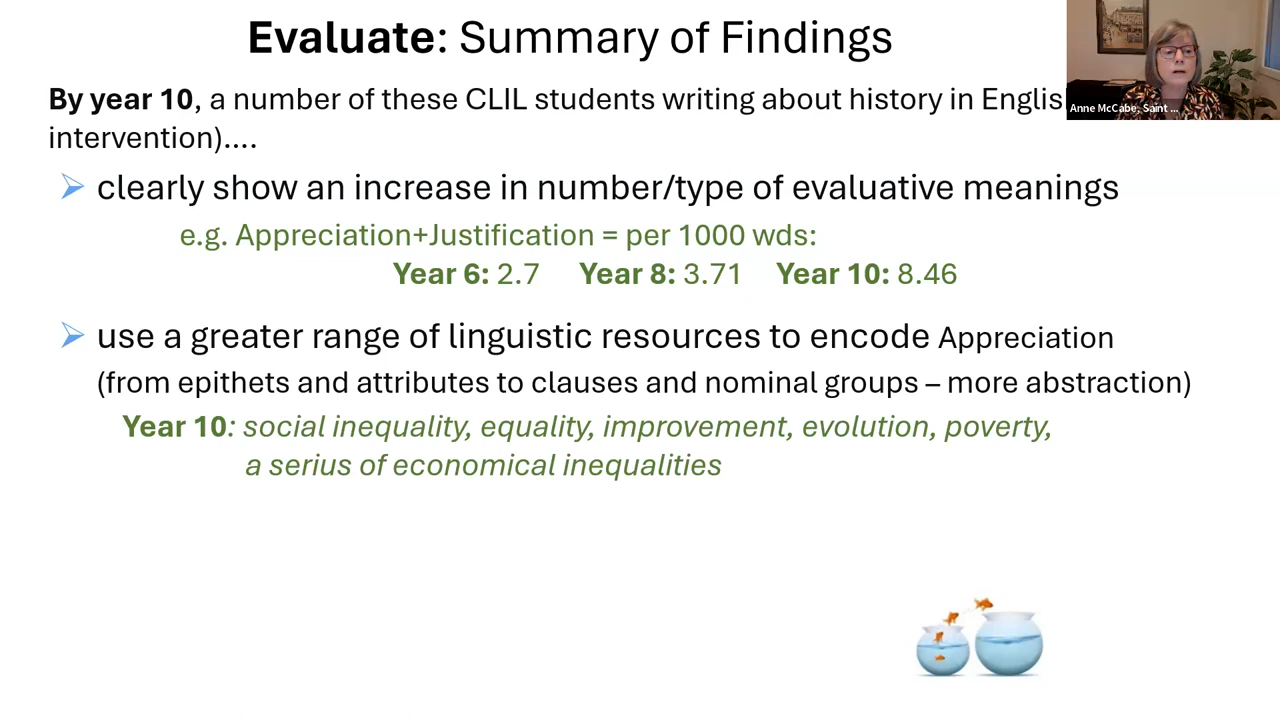 Evaluate: Summary of Findings
By year 10, a number of these CLIL students writing about history in Englis
intervention)....
➢ clearly show an increase in number/type of evaluative meanings
e.g. Appreciation+Justification = per 1000 wds:
Year 6: 2.7 Year 8: 3.71 Year 10: 8.46
➢ use a greater range of linguistic resources to encode Appreciation
(from epithets and attributes to clauses and nominal groups – more abstraction)
Year 10: social inequality, equality, improvement, evolution, poverty,
a serius of economical inequalities
Anne McCabe, Saint ...